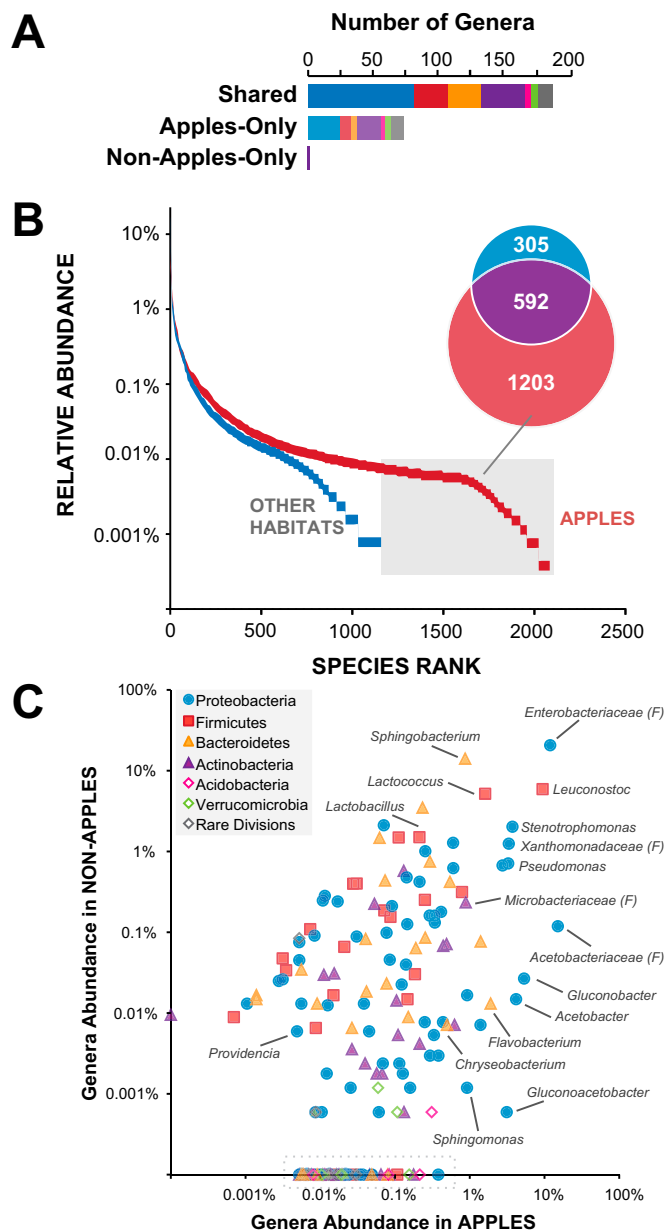 A
Number of Genera
0 50 100 150 200
Shared
Apples-Only
Non-Apples-Only
B
RELATIVE ABUNDANCE
10%
1%
0.1%
0.01%
0.001%
305
592
1203
OTHER
HABITATS
APPLES
0 500 1000 1500 2000 2500
SPECIES RANK
C
Genera Abundance in NON-APPLES
100%
10%
1%
0.1%
0.01%
0.001%
Proteobacteria
Firmicutes
Bacteroidetes
Actinobacteria
Acidobacteria
Verrucomicrobia
Rare Divisions
Enterobacteriaceae (F)
Sphingobacterium
Lactococcus
Leuconostoc
Lactobacillus
Stenotrophomonas
Xanthomonadaceae (F)
Pseudomonas
Microbacteriaceae (F)
Acetobacteriaceae (F)
Gluconobacter
Acetobacter
Flavobacterium
Providencia
Chryseobacterium
Gluconoacetobacter
Sphingomonas
0.001% 0.01% 0.1% 1% 10% 100%
Genera Abundance in APPLES